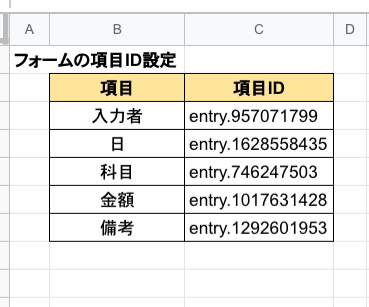 A B C D
フォームの項目ID設定
項目 項目ID
入力者 entry.957071799
日 entry.1628558435
科目 entry.746247503
金額 entry.1017631428
備考 entry.1292601953